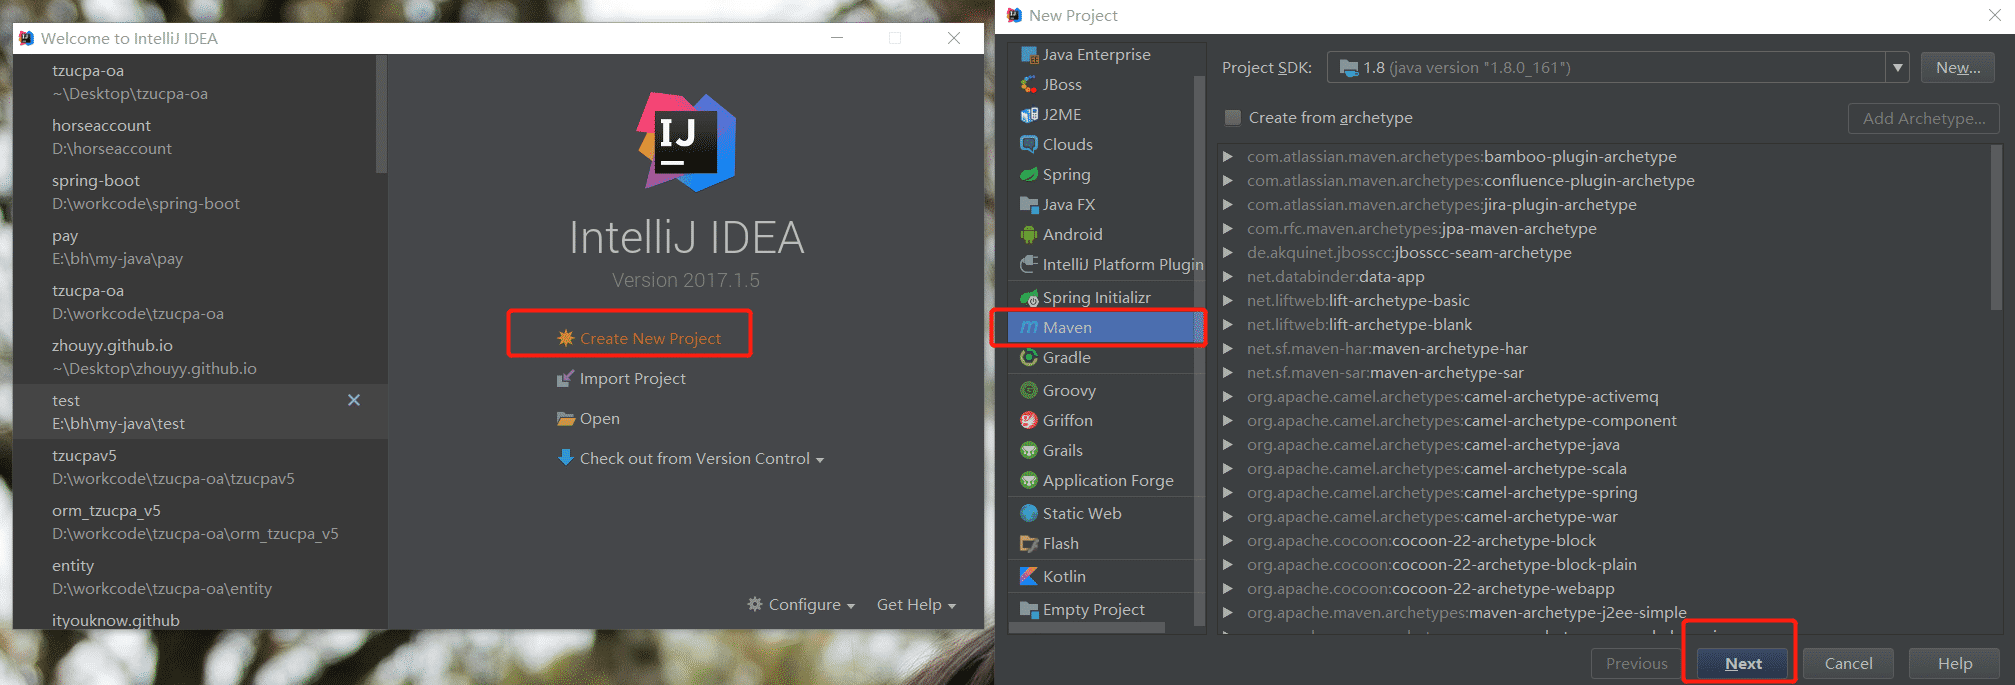 Welcome to IntelliJ IDEA
tzucpa-oa
~\Desktop\tzucpa-oa
horseaccount
D:\horseaccount
spring-boot
D:\workcode\spring-boot
pay
E:\bh\my-java\pay
tzucpa-oa
D:\workcode\tzucpa-oa
zhouyy.github.io
~\Desktop\zhouyy.github.io
test
E:\bh\my-java\test
tzucpav5
D:\workcode\tzucpa-oa\tzucpav5
orm_tzucpa_v5
D:\workcode\tzucpa-oa\orm_tzucpa_v5
entity
D:\workcode\tzucpa-oa\entity
ityouknow.github
IJ
IntelliJ IDEA
Version 2017.1.5
Create New Project
Import Project
Open
Check out from Version Control
Configure
Get Help
New Project
Java Enterprise
JBoss
J2ME
Clouds
Spring
Java FX
Android
IntelliJ Platform Plugin
Spring Initializr
Maven
Gradle
Groovy
Griffon
Grails
Application Forge
Static Web
Flash
Kotlin
Empty Project
Project SDK:
1.8 (java version "1.8.0_161")
New...
Create from archetype
Add Archetype...
com.atlassian.maven.archetypes:bamboo-plugin-archetype
com.atlassian.maven.archetypes:confluence-plugin-archetype
com.atlassian.maven.archetypes:jira-plugin-archetype
com.rfc.maven.archetypes:jpa-maven-archetype
de.akquinet.jbosscc:jbosscc-seam-archetype
net.databinder:data-app
net.liftweb:lift-archetype-basic
net.liftweb:lift-archetype-blank
net.sf.maven-har:maven-archetype-har
net.sf.maven-sar:maven-archetype-sar
org.apache.camel.archetypes:camel-archetype-activemq
org.apache.camel.archetypes:camel-archetype-component
org.apache.camel.archetypes:camel-archetype-java
org.apache.camel.archetypes:camel-archetype-scala
org.apache.camel.archetypes:camel-archetype-spring
org.apache.camel.archetypes:camel-archetype-war
org.apache.cocoon:cocoon-22-archetype-block
org.apache.cocoon:cocoon-22-archetype-block-plain
org.apache.cocoon:cocoon-22-archetype-webapp
org.apache.maven.archetypes:maven-archetype-j2ee-simple
Previous
Next
Cancel
Help